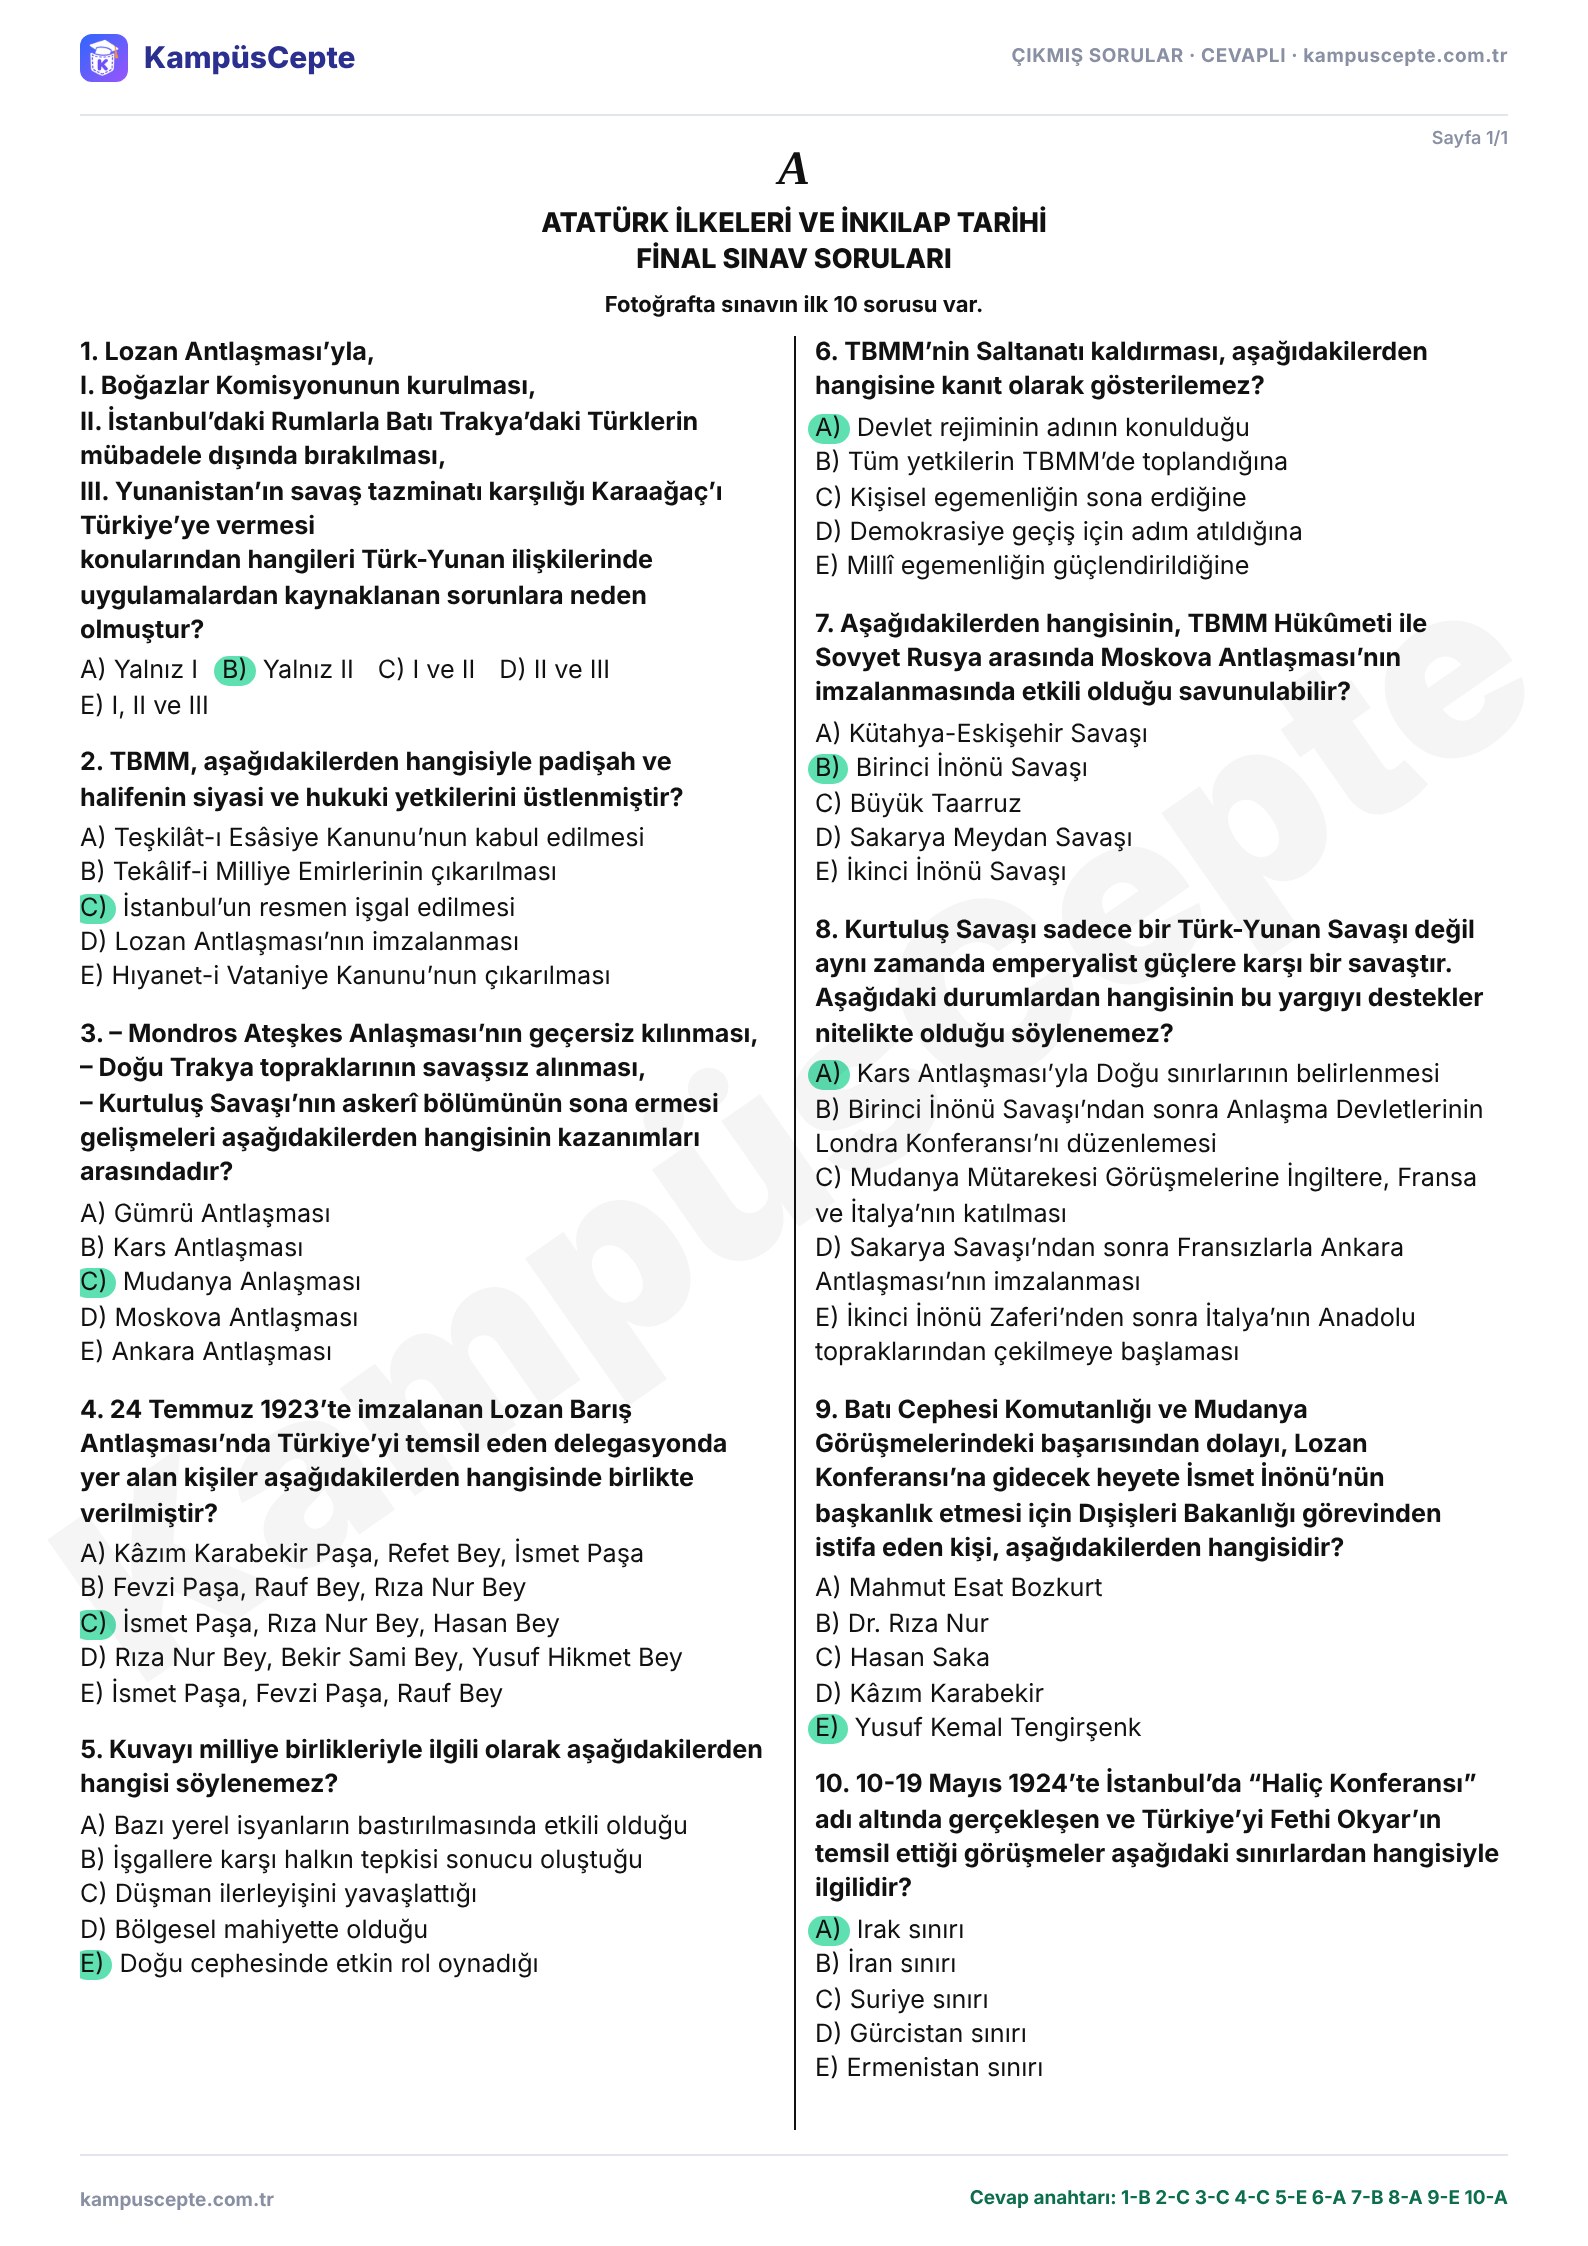 KampüsCepte
ÇIKMIŞ SORULAR · CEVAPLI · kampuscepte.com.tr
Sayfa 1/1
A
ATATÜRK İLKELERİ VE İNKILAP TARİHİ
FİNAL SINAV SORULARI
Fotoğrafta sınavın ilk 10 sorusu var.
1. Lozan Antlaşması’yla,
I. Boğazlar Komisyonunun kurulması,
II. İstanbul’daki Rumlarla Batı Trakya’daki Türklerin
mübadele dışında bırakılması,
III. Yunanistan’ın savaş tazminatı karşılığı Karaağaç’ı
Türkiye’ye vermesi
konularından hangileri Türk-Yunan ilişkilerinde
uygulamalardan kaynaklanan sorunlara neden
olmuştur?
A) Yalnız I B) Yalnız II C) I ve II D) II ve III
E) I, II ve III
2. TBMM, aşağıdakilerden hangisiyle padişah ve
halifenin siyasi ve hukuki yetkilerini üstlenmiştir?
A) Teşkilât-ı Esâsiye Kanunu’nun kabul edilmesi
B) Tekâlif-i Milliye Emirlerinin çıkarılması
C) İstanbul’un resmen işgal edilmesi
D) Lozan Antlaşması’nın imzalanması
E) Hıyanet-i Vataniye Kanunu’nun çıkarılması
3. – Mondros Ateşkes Anlaşması’nın geçersiz kılınması,
– Doğu Trakya topraklarının savaşsız alınması,
– Kurtuluş Savaşı’nın askerî bölümünün sona ermesi
gelişmeleri aşağıdakilerden hangisinin kazanımları
arasındadır?
A) Gümrü Antlaşması
B) Kars Antlaşması
C) Mudanya Anlaşması
D) Moskova Antlaşması
E) Ankara Antlaşması
4. 24 Temmuz 1923’te imzalanan Lozan Barış
Antlaşması’nda Türkiye’yi temsil eden delegasyonda
yer alan kişiler aşağıdakilerden hangisinde birlikte
verilmiştir?
A) Kâzım Karabekir Paşa, Refet Bey, İsmet Paşa
B) Fevzi Paşa, Rauf Bey, Rıza Nur Bey
C) İsmet Paşa, Rıza Nur Bey, Hasan Bey
D) Rıza Nur Bey, Bekir Sami Bey, Yusuf Hikmet Bey
E) İsmet Paşa, Fevzi Paşa, Rauf Bey
5. Kuvayı milliye birlikleriyle ilgili olarak aşağıdakilerden
hangisi söylenemez?
A) Bazı yerel isyanların bastırılmasında etkili olduğu
B) İşgallere karşı halkın tepkisi sonucu oluştuğu
C) Düşman ilerleyişini yavaşlattığı
D) Bölgesel mahiyette olduğu
E) Doğu cephesinde etkin rol oynadığı
6. TBMM’nin Saltanatı kaldırması, aşağıdakilerden
hangisine kanıt olarak gösterilemez?
A) Devlet rejiminin adının konulduğu
B) Tüm yetkilerin TBMM’de toplandığına
C) Kişisel egemenliğin sona erdiğine
D) Demokrasiye geçiş için adım atıldığına
E) Millî egemenliğin güçlendirildiğine
7. Aşağıdakilerden hangisinin, TBMM Hükûmeti ile
Sovyet Rusya arasında Moskova Antlaşması’nın
imzalanmasında etkili olduğu savunulabilir?
A) Kütahya-Eskişehir Savaşı
B) Birinci İnönü Savaşı
C) Büyük Taarruz
D) Sakarya Meydan Savaşı
E) İkinci İnönü Savaşı
8. Kurtuluş Savaşı sadece bir Türk-Yunan Savaşı değil
aynı zamanda emperyalist güçlere karşı bir savaştır.
Aşağıdaki durumlardan hangisinin bu yargıyı destekler
nitelikte olduğu söylenemez?
A) Kars Antlaşması’yla Doğu sınırlarının belirlenmesi
B) Birinci İnönü Savaşı’ndan sonra Anlaşma Devletlerinin
Londra Konferansı’nı düzenlemesi
C) Mudanya Mütarekesi Görüşmelerine İngiltere, Fransa
ve İtalya’nın katılması
D) Sakarya Savaşı’ndan sonra Fransızlarla Ankara
Antlaşması’nın imzalanması
E) İkinci İnönü Zaferi’nden sonra İtalya’nın Anadolu
topraklarından çekilmeye başlaması
9. Batı Cephesi Komutanlığı ve Mudanya
Görüşmelerindeki başarısından dolayı, Lozan
Konferansı’na gidecek heyete İsmet İnönü’nün
başkanlık etmesi için Dışişleri Bakanlığı görevinden
istifa eden kişi, aşağıdakilerden hangisidir?
A) Mahmut Esat Bozkurt
B) Dr. Rıza Nur
C) Hasan Saka
D) Kâzım Karabekir
E) Yusuf Kemal Tengirşenk
10. 10-19 Mayıs 1924’te İstanbul’da “Haliç Konferansı”
adı altında gerçekleşen ve Türkiye’yi Fethi Okyar’ın
temsil ettiği görüşmeler aşağıdaki sınırlardan hangisiyle
ilgilidir?
A) Irak sınırı
B) İran sınırı
C) Suriye sınırı
D) Gürcistan sınırı
E) Ermenistan sınırı
KampüsCepte
kampuscepte.com.tr
Cevap anahtarı: 1-B 2-C 3-C 4-C 5-E 6-A 7-B 8-A 9-E 10-A